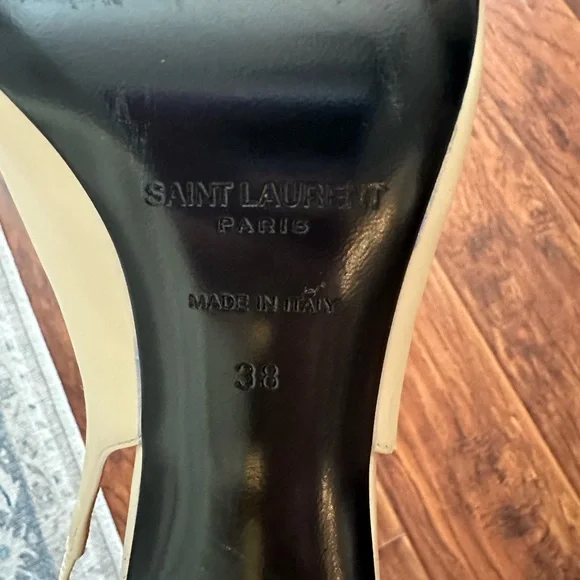 SAINT LAURENT
PARIS
MADE IN ITALY
38